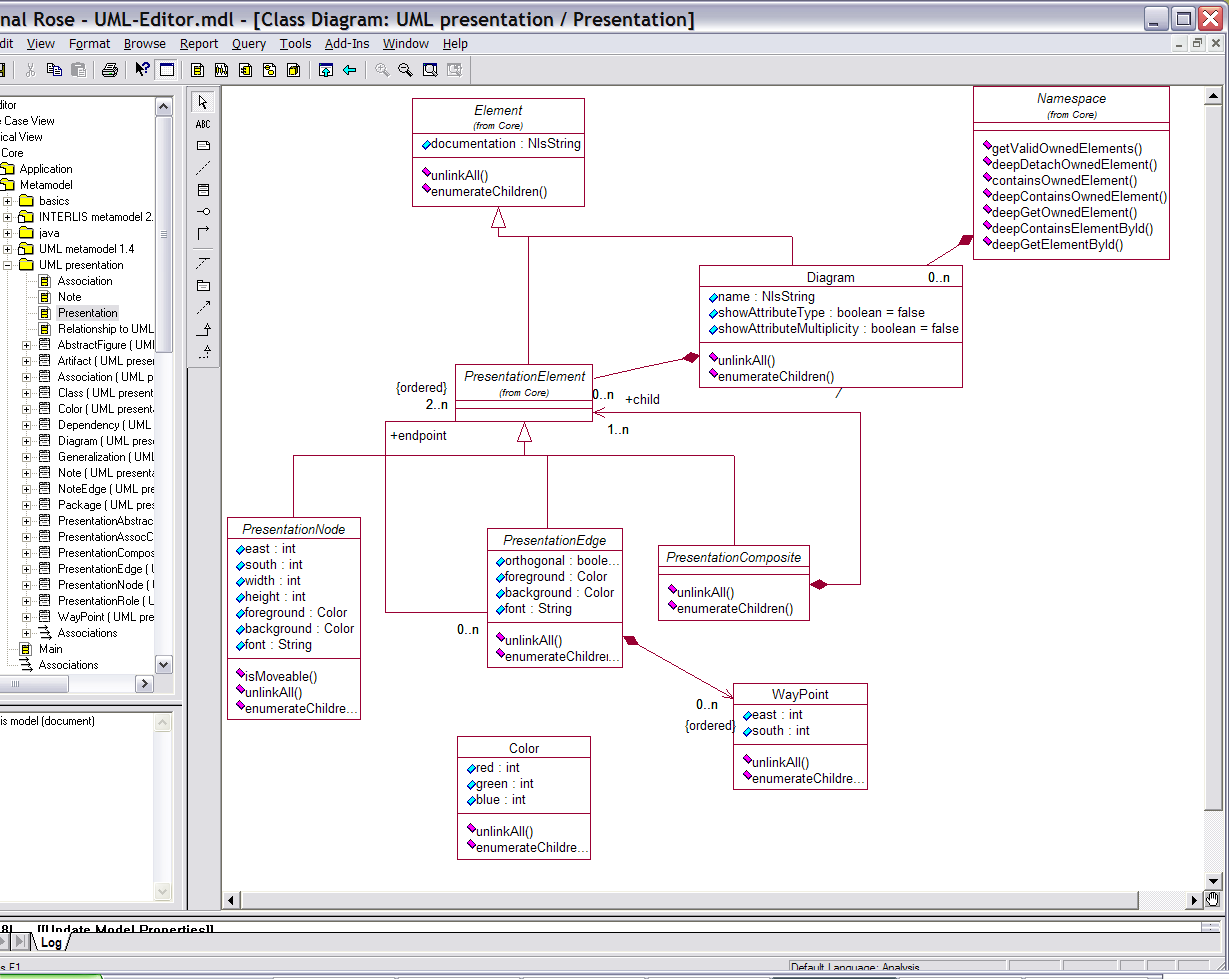 nal Rose - UML-Editor.mdl - [Class Diagram: UML presentation / Presentation]
dit View Format Browse Report Query Tools Add-Ins Window Help
ABC
ditor
e Case View
ical View
Core
Application
Metamodel
basics
INTERLIS metamodel 2.
java
UML metamodel 1.4
UML presentation
Association
Note
Presentation
Relationship to UML
AbstractFigure ( UMI
Artifact ( UML preser
Association ( UML p
Class ( UML present
Color ( UML present
Dependency ( UML
Diagram ( UML prese
Generalization ( UML
Note ( UML presenta
NoteEdge ( UML pre
Package ( UML pres
PresentationAbstrac
PresentationAssocC
PresentationCompos
PresentationEdge ( U
PresentationNode ( U
PresentationRole ( U
WayPoint ( UML pre
Associations
Main
Associations
is model (document)
Element
(from Core)
documentation : NlsString
unlinkAll()
enumerateChildren()
Namespace
(from Core)
getValidOwnedElements()
deepDetachOwnedElement()
containsOwnedElement()
deepContainsOwnedElement()
deepGetOwnedElement()
deepContainsElementById()
deepGetElementById()
Diagram
0..n
name : NlsString
showAttributeType : boolean = false
showAttributeMultiplicity : boolean = false
unlinkAll()
enumerateChildren()
PresentationElement
(from Core)
{ordered}
2..n
+endpoint
0..n
+child
1..n
PresentationNode
east : int
south : int
width : int
height : int
foreground : Color
background : Color
font : String
isMoveable()
unlinkAll()
enumerateChildre...
PresentationEdge
orthogonal : boole...
foreground : Color
background : Color
font : String
unlinkAll()
enumerateChildrei...
0..n
PresentationComposite
unlinkAll()
enumerateChildren()
0..n
{ordered}
WayPoint
east : int
south : int
unlinkAll()
enumerateChildre...
Color
red : int
green : int
blue : int
unlinkAll()
enumerateChildre...
[[Update Model Properties]]
Log
s F1
Default Language: Analysis